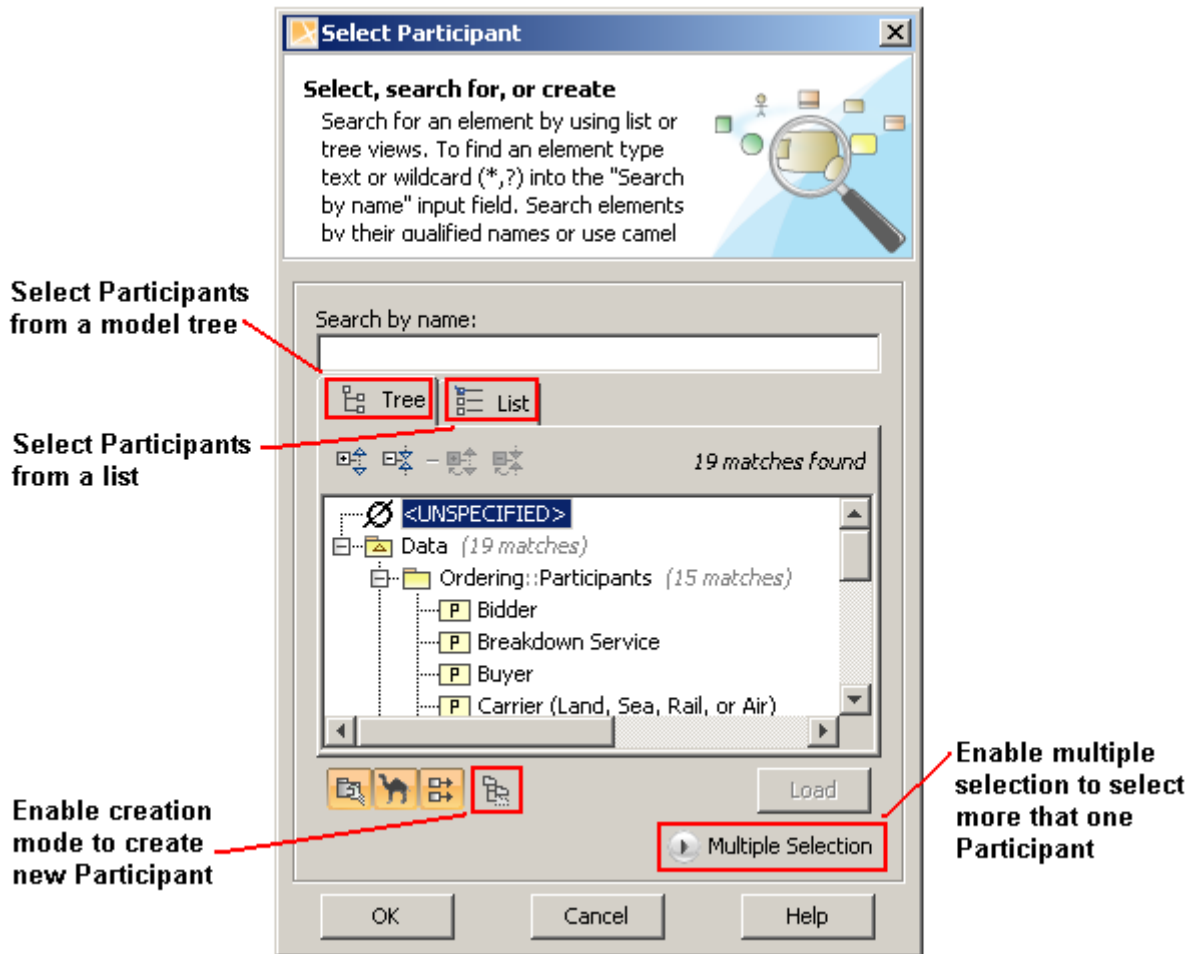 Select Participant
Select, search for, or create
Search for an element by using list or
tree views. To find an element type
text or wildcard (*,?) into the "Search
by name" input field. Search elements
by their qualified names or use camel
Select Participants
from a model tree
Search by name:
Tree
List
Select Participants
from a list
19 matches found
<UNSPECIFIED>
Data (19 matches)
Ordering::Participants (15 matches)
P Bidder
P Breakdown Service
P Buyer
P Carrier (Land, Sea, Rail, or Air)
Enable multiple
selection to select
more that one
Participant
Load
Enable creation
mode to create
new Participant
Multiple Selection
OK
Cancel
Help